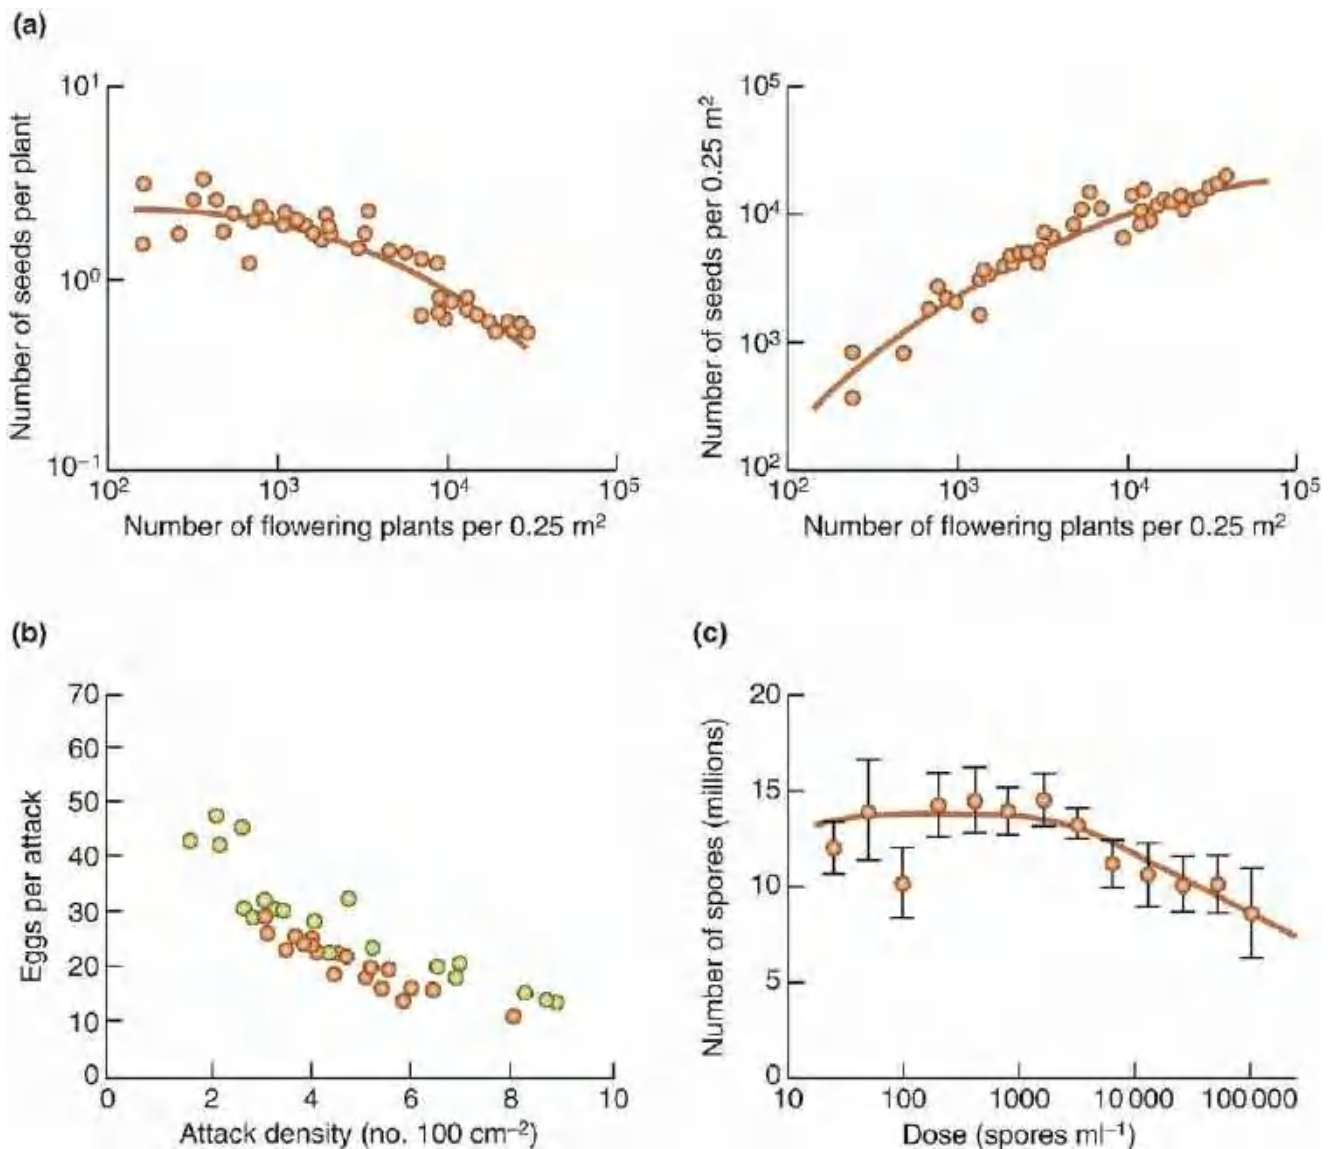 (a)
10¹
10⁰
10⁻¹
10² 10³ 10⁴ 10⁵
Number of seeds per plant
Number of flowering plants per 0.25 m²
10⁵
10⁴
10³
10²
10² 10³ 10⁴ 10⁵
Number of seeds per 0.25 m²
Number of flowering plants per 0.25 m²
(b)
70
60
50
40
30
20
10
0
0 2 4 6 8 10
Eggs per attack
Attack density (no. 100 cm⁻²)
(c)
20
15
10
5
0
10 100 1000 10 000 100 000
Number of spores (millions)
Dose (spores ml⁻¹)